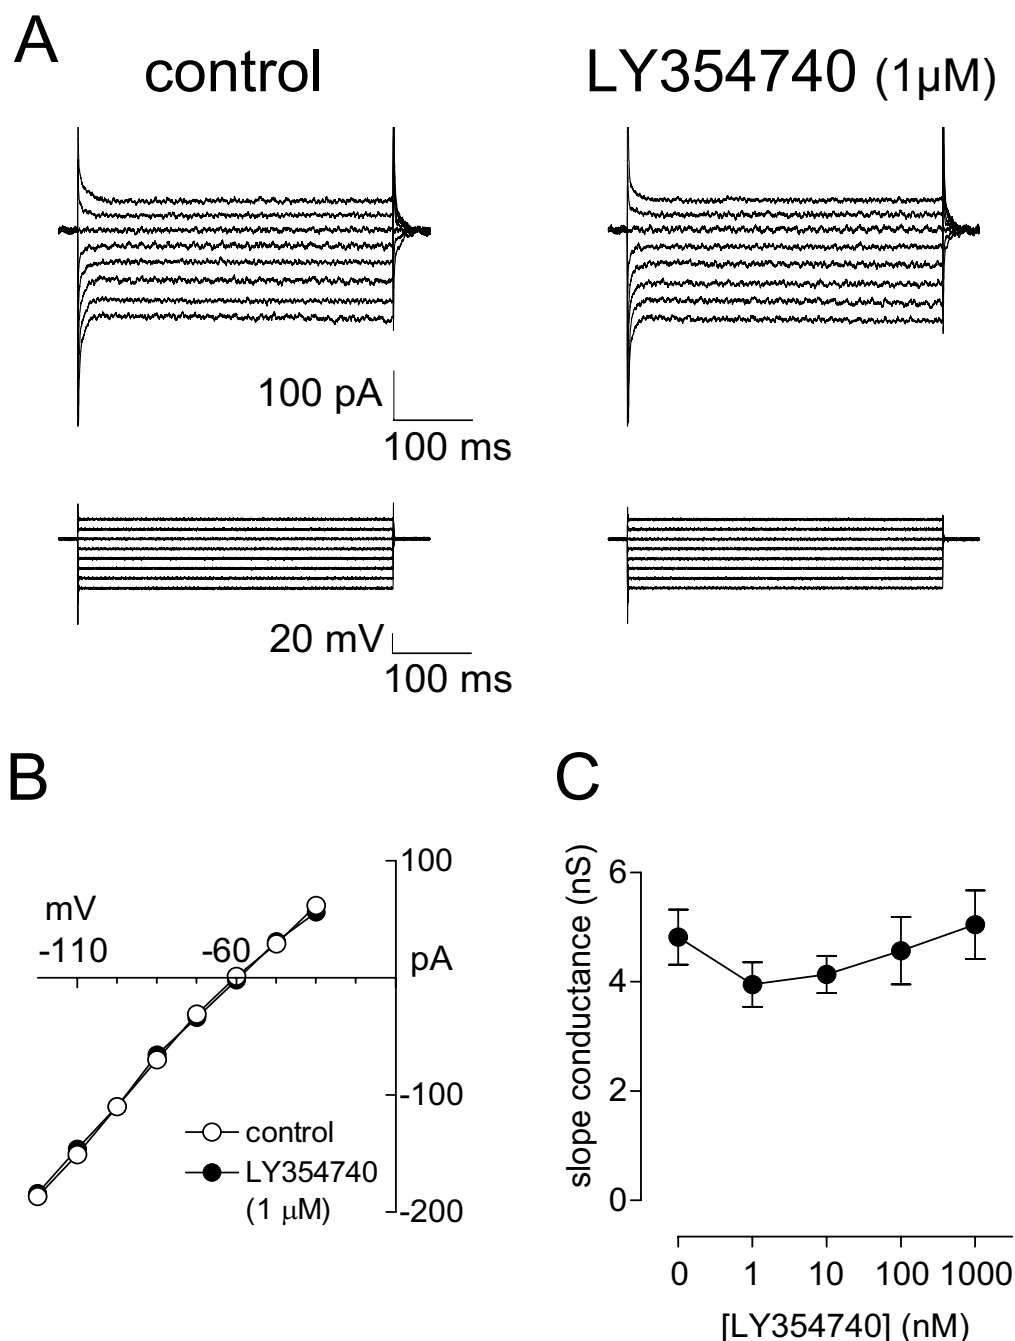 A
control
LY354740 (1µM)
100 pA
100 ms
20 mV
100 ms
B
100
mV
-110
-60
pA
-100
control
LY354740
(1 µM)
-200
C
slope conductance (nS)
6
4
2
0
0 1 10 100 1000
[LY354740] (nM)